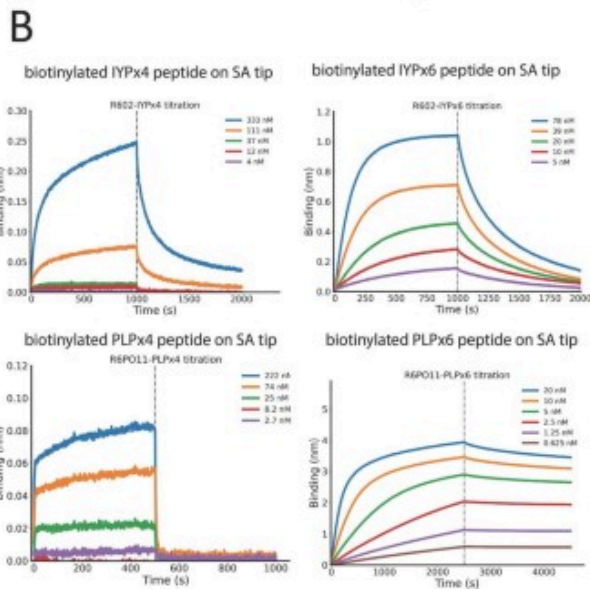 B
biotinylated IYPx4 peptide on SA tip
R602-IYPx4 titration
333 nM
111 nM
37 nM
12 nM
4 nM
0.30
0.25
0.20
0.15
0.10
0.05
0.00
Binding (nm)
0
500
1000
1500
2000
Time (s)
biotinylated IYPx6 peptide on SA tip
R602-IYPx6 titration
78 nM
39 nM
20 nM
10 nM
5 nM
1.2
1.0
0.8
0.6
0.4
0.2
0.0
Binding (nm)
0
250
500
750
1000
1250
1500
1750
2000
Time (s)
biotinylated PLPx4 peptide on SA tip
R6PO11-PLPx4 titration
222 nM
74 nM
25 nM
8.2 nM
2.7 nM
0.12
0.10
0.08
0.06
0.04
0.02
0.00
Binding (nm)
0
200
400
600
800
1000
Time (s)
biotinylated PLPx6 peptide on SA tip
R6PO11-PLPx6 titration
20 nM
10 nM
5 nM
2.5 nM
1.25 nM
0.625 nM
5
4
3
2
1
0
Binding (nm)
0
1000
2000
3000
4000
Time (s)